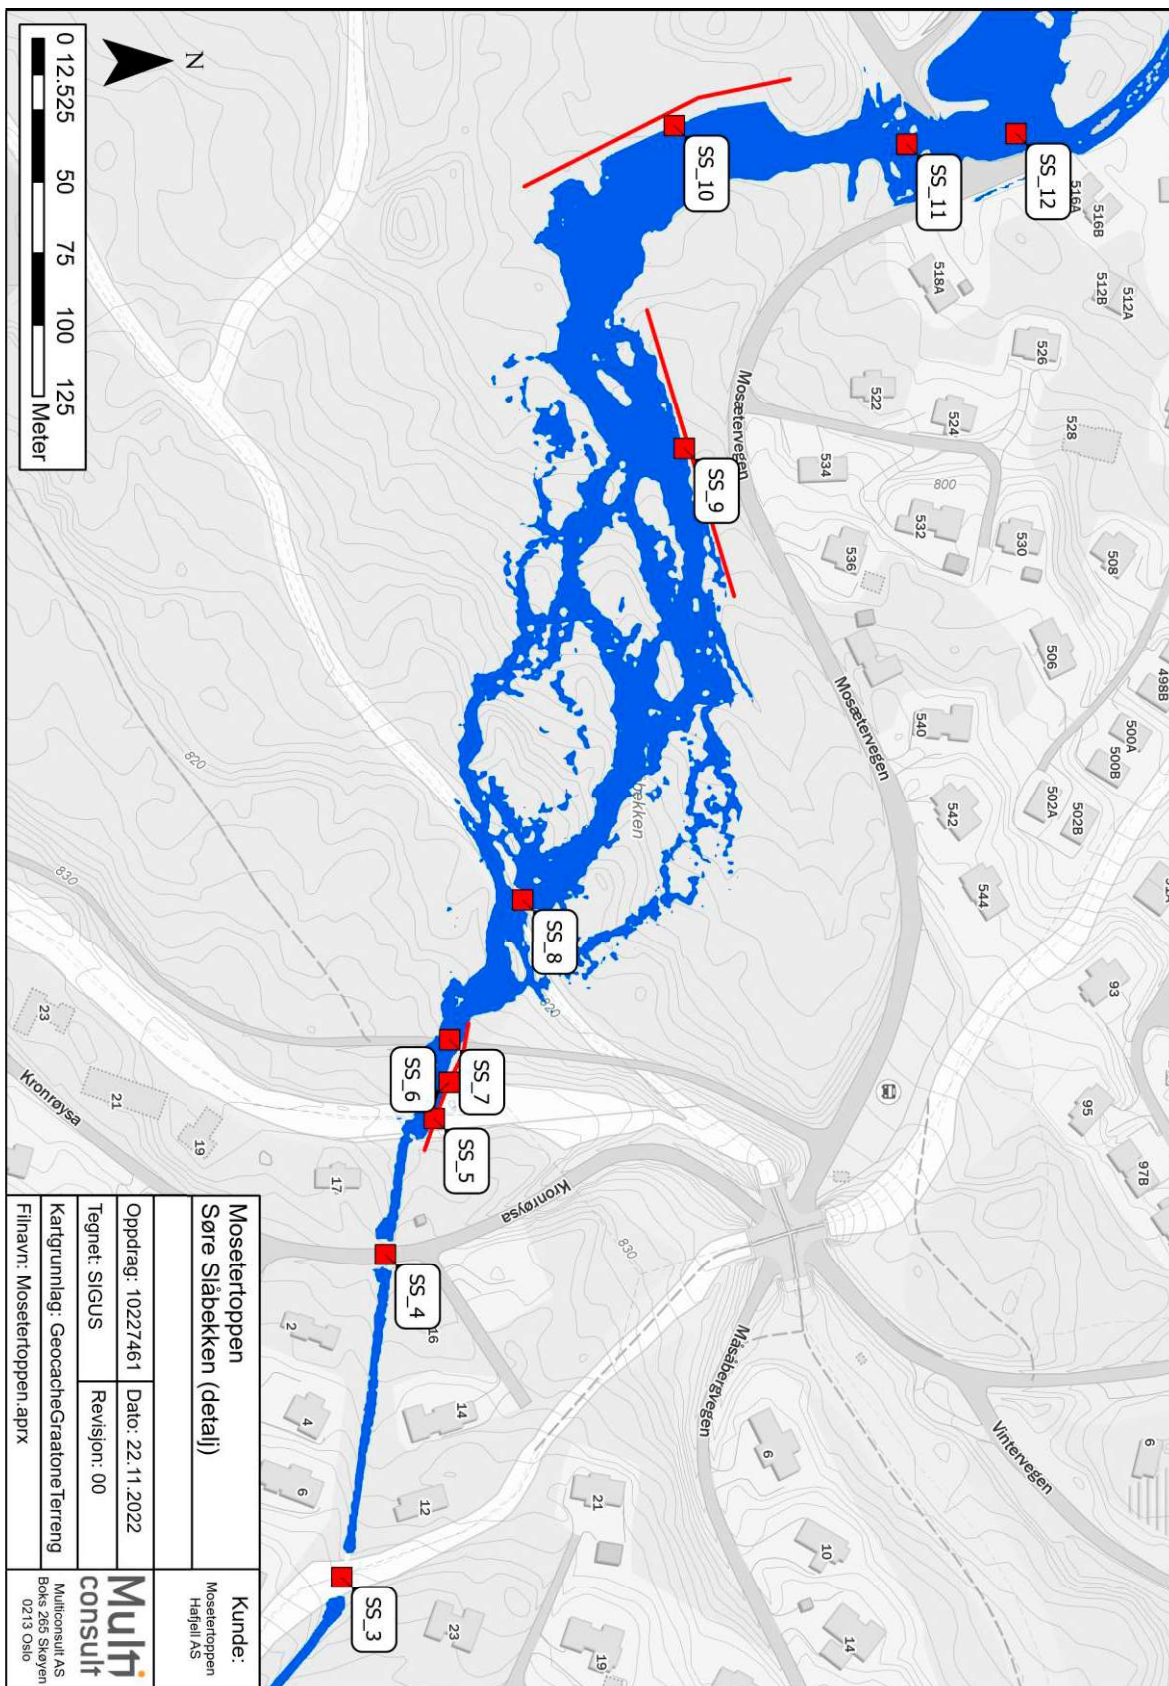 N
0 12.525 50 75 100 125
Meter
SS_12
SS_11
SS_10
SS_9
SS_8
SS_7
SS_6
SS_5
SS_4
SS_3
516A
516B
512A
512B
518A
526
522
524
528
534
532
530
508
536
506
498B
500A
500B
502A
502B
540
542
544
800
820
820
830
830
93
95
97B
23
21
19
17
16
14
12
2
4
6
21
23
19
6
10
14
6
Mosætervegen
Mosætervegen
bekken
Kronrøysa
Kronrøysa
Måsåbergvegen
Vintervegen
Mosetertoppen
Søre Slåbekken (detalj)
Kunde:
Mosetertoppen
Hafjell AS
Oppdrag: 10227461
Dato: 22.11.2022
Tegnet: SIGUS
Revisjon: 00
Kartgrunnlag: GeocacheGraatoneTerreng
Filnavn: Mosetertoppen.aprx
Multi
consult
Multiconsult AS
Boks 265 Skøyen
0213 Oslo